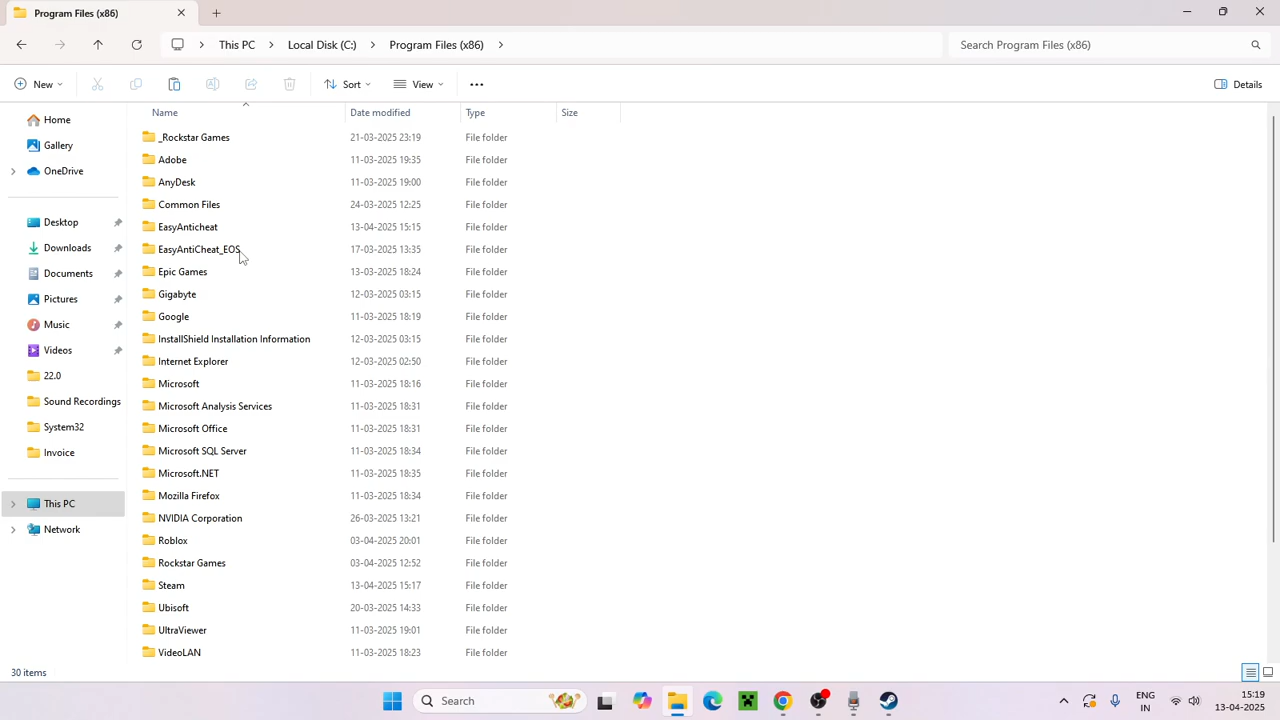 Program Files (x86)
This PC Local Disk (C:) Program Files (x86) Search Program Files (x86)
New Sort View Details
Name Date modified Type Size
Home
Gallery
OneDrive
Desktop
Downloads
Documents
Pictures
Music
Videos
22.0
Sound Recordings
System32
Invoice
This PC
Network
_Rockstar Games 21-03-2025 23:19 File folder
Adobe 11-03-2025 19:35 File folder
AnyDesk 11-03-2025 19:00 File folder
Common Files 24-03-2025 12:25 File folder
EasyAnticheat 13-04-2025 15:15 File folder
EasyAntiCheat_EOS 17-03-2025 13:35 File folder
Epic Games 13-03-2025 18:24 File folder
Gigabyte 12-03-2025 03:15 File folder
Google 11-03-2025 18:19 File folder
InstallShield Installation Information 12-03-2025 03:15 File folder
Internet Explorer 12-03-2025 02:50 File folder
Microsoft 11-03-2025 18:16 File folder
Microsoft Analysis Services 11-03-2025 18:31 File folder
Microsoft Office 11-03-2025 18:31 File folder
Microsoft SQL Server 11-03-2025 18:34 File folder
Microsoft.NET 11-03-2025 18:35 File folder
Mozilla Firefox 11-03-2025 18:34 File folder
NVIDIA Corporation 26-03-2025 13:21 File folder
Roblox 03-04-2025 20:01 File folder
Rockstar Games 03-04-2025 12:52 File folder
Steam 13-04-2025 15:17 File folder
Ubisoft 20-03-2025 14:33 File folder
UltraViewer 11-03-2025 19:01 File folder
VideoLAN 11-03-2025 18:23 File folder
30 items
Search
ENG
IN
15:19
13-04-2025